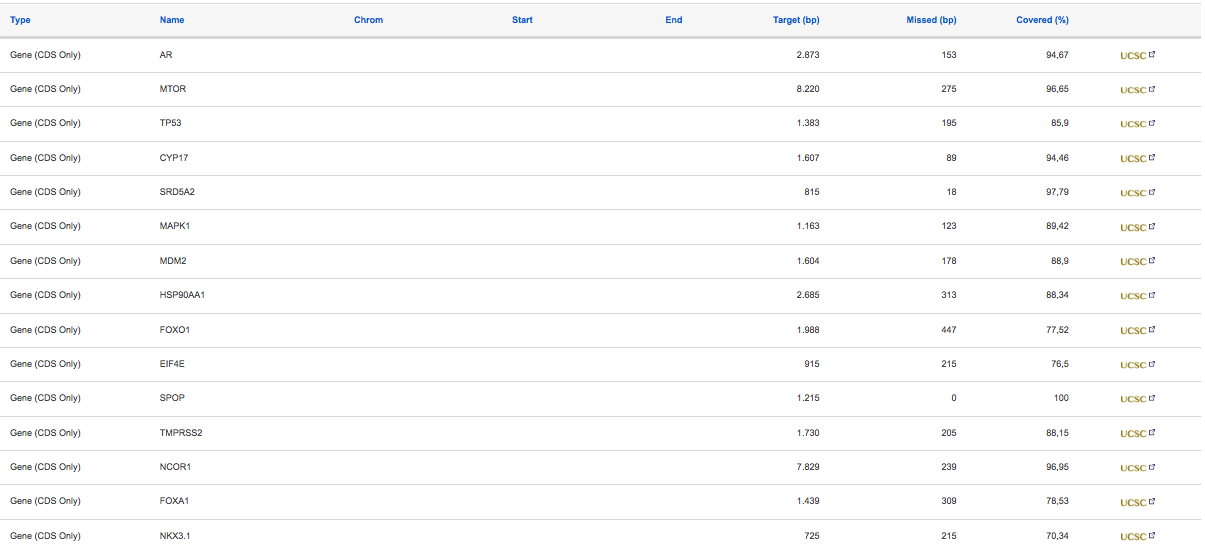 Type Name Chrom Start End Target (bp) Missed (bp) Covered (%)
Gene (CDS Only) AR 2.873 153 94,67 UCSC
Gene (CDS Only) MTOR 8.220 275 96,65 UCSC
Gene (CDS Only) TP53 1.383 195 85,9 UCSC
Gene (CDS Only) CYP17 1.607 89 94,46 UCSC
Gene (CDS Only) SRD5A2 815 18 97,79 UCSC
Gene (CDS Only) MAPK1 1.163 123 89,42 UCSC
Gene (CDS Only) MDM2 1.604 178 88,9 UCSC
Gene (CDS Only) HSP90AA1 2.685 313 88,34 UCSC
Gene (CDS Only) FOXO1 1.988 447 77,52 UCSC
Gene (CDS Only) EIF4E 915 215 76,5 UCSC
Gene (CDS Only) SPOP 1.215 0 100 UCSC
Gene (CDS Only) TMPRSS2 1.730 205 88,15 UCSC
Gene (CDS Only) NCOR1 7.829 239 96,95 UCSC
Gene (CDS Only) FOXA1 1.439 309 78,53 UCSC
Gene (CDS Only) NKX3.1 725 215 70,34 UCSC